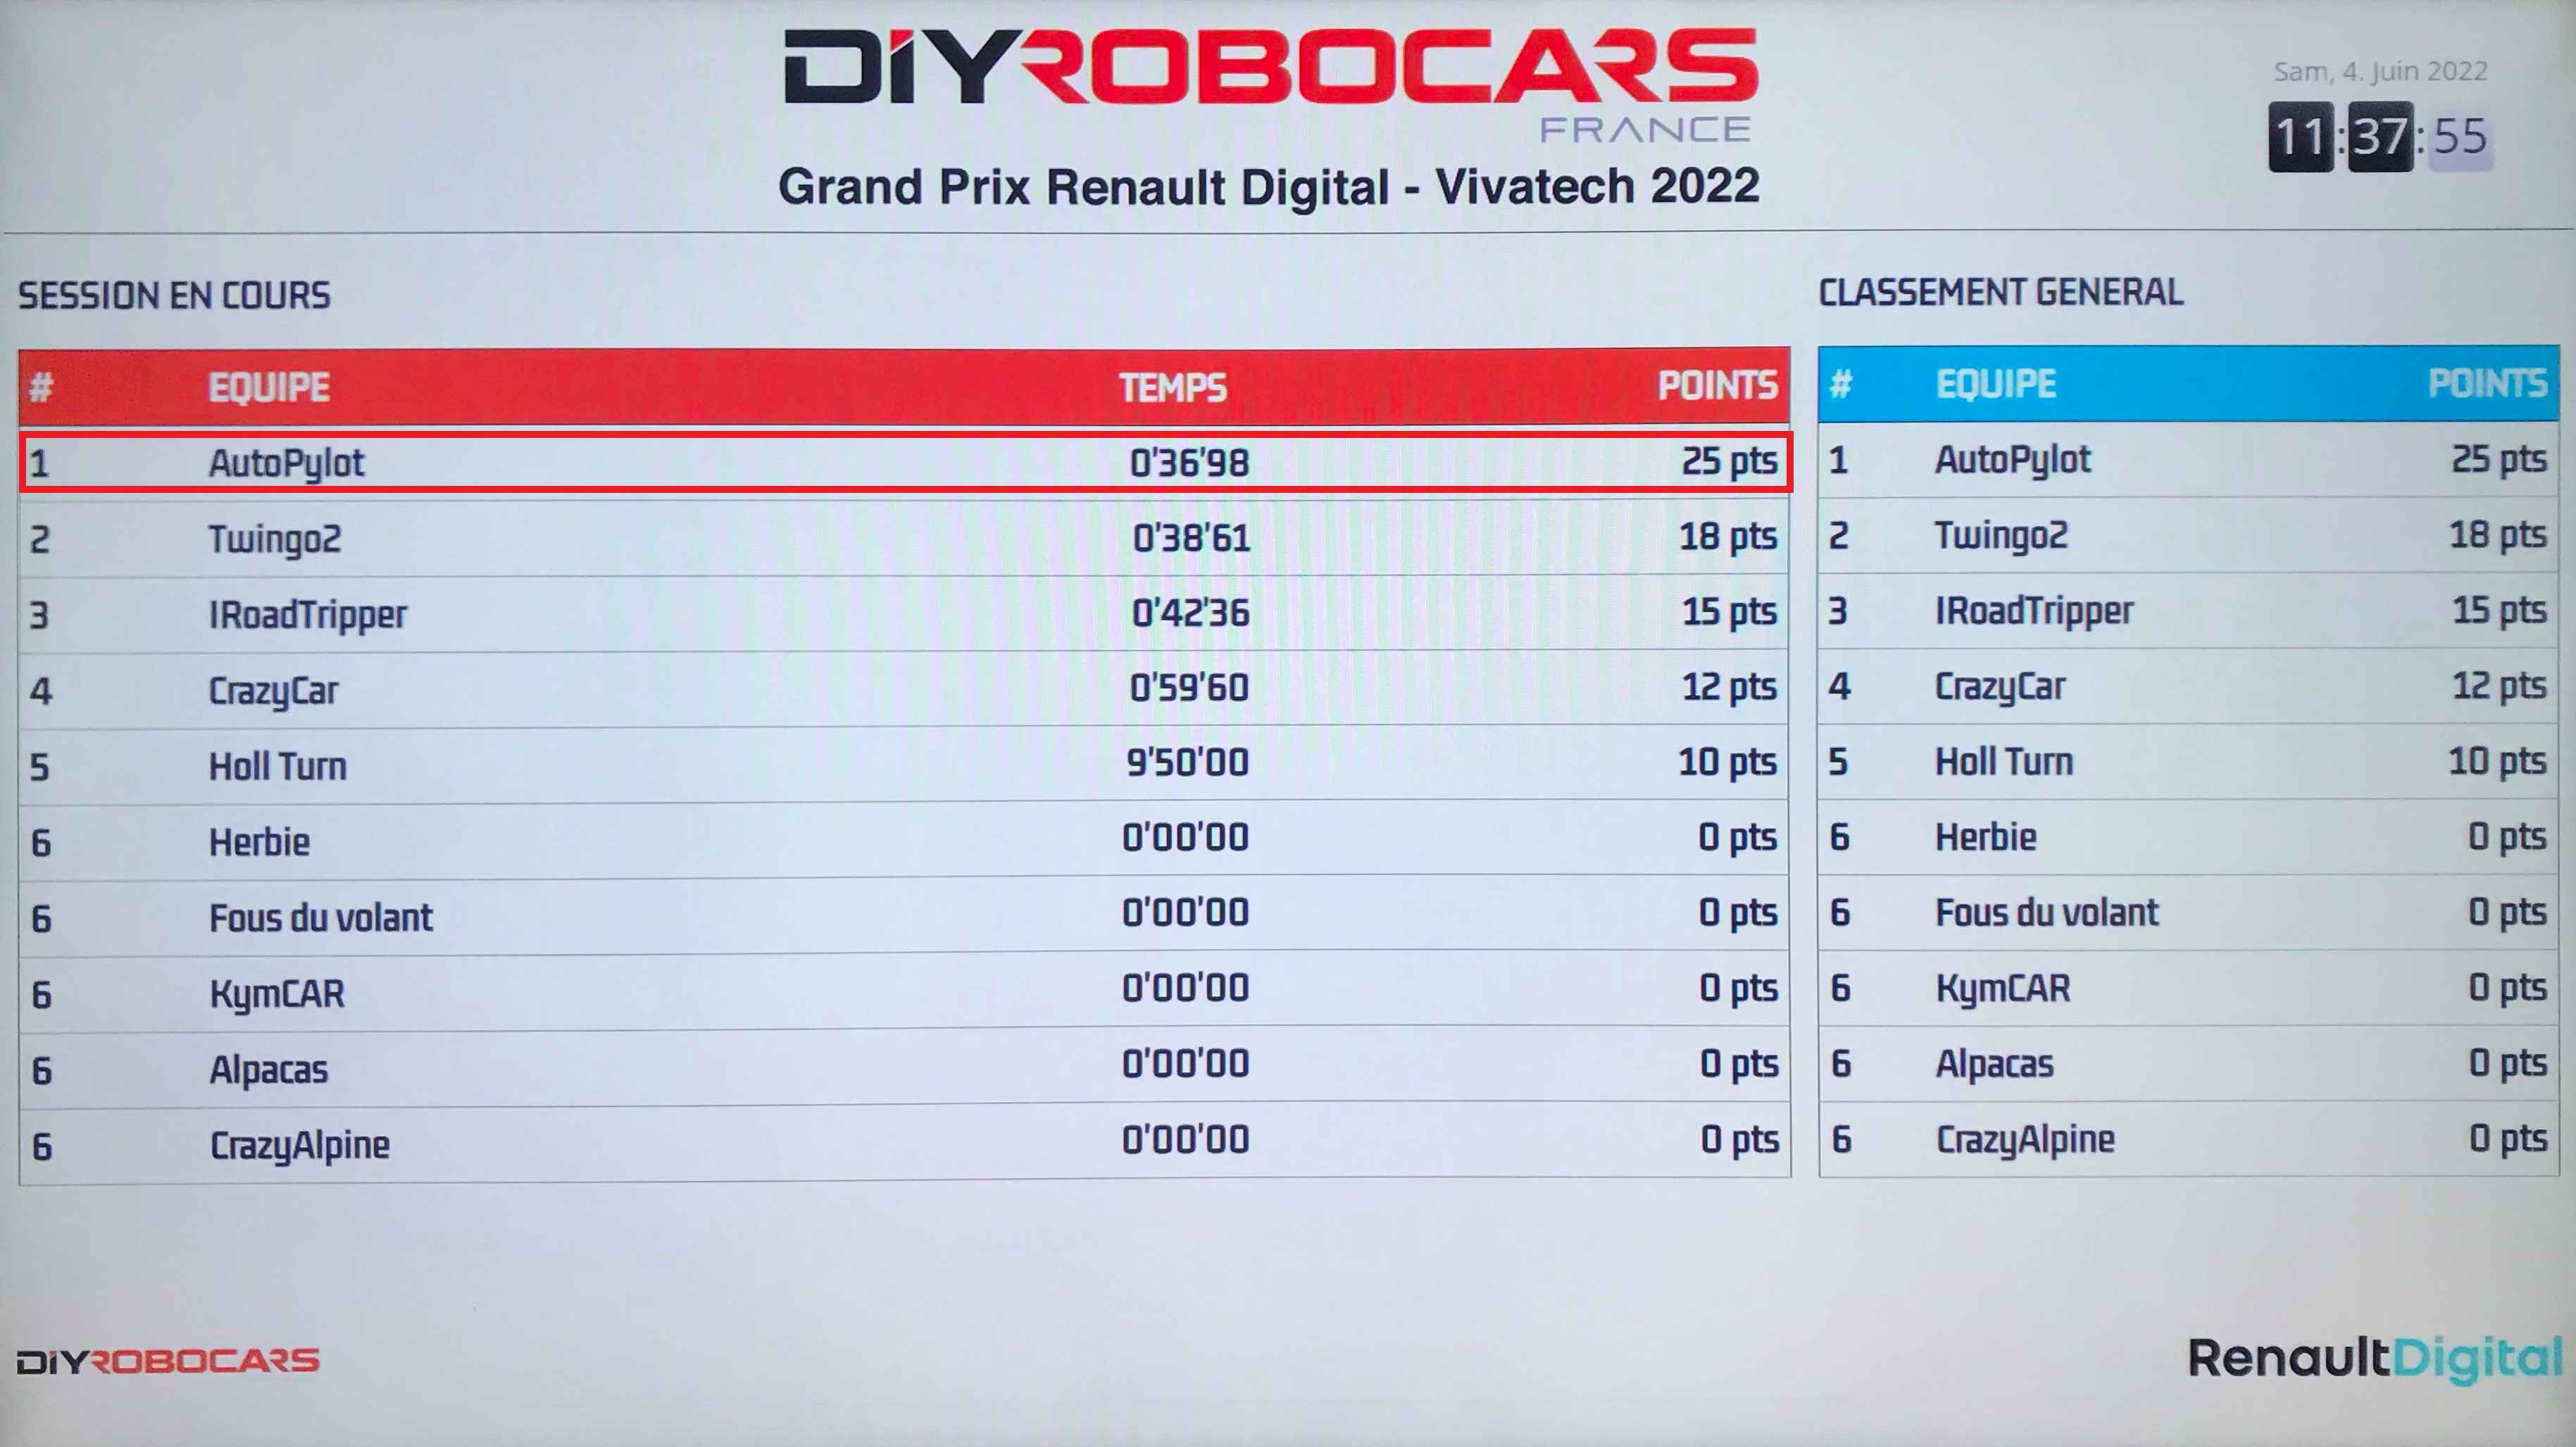 DiYROBOCARS
FRANCE
Grand Prix Renault Digital - Vivatech 2022
Sam, 4. Juin 2022
11:37:55
SESSION EN COURS
# EQUIPE TEMPS POINTS
1 AutoPylot 0'36'98 25 pts
2 Twingo2 0'38'61 18 pts
3 IRoadTripper 0'42'36 15 pts
4 CrazyCar 0'59'60 12 pts
5 Holl Turn 9'50'00 10 pts
6 Herbie 0'00'00 0 pts
6 Fous du volant 0'00'00 0 pts
6 KymCAR 0'00'00 0 pts
6 Alpacas 0'00'00 0 pts
6 CrazyAlpine 0'00'00 0 pts
CLASSEMENT GENERAL
# EQUIPE POINTS
1 AutoPylot 25 pts
2 Twingo2 18 pts
3 IRoadTripper 15 pts
4 CrazyCar 12 pts
5 Holl Turn 10 pts
6 Herbie 0 pts
6 Fous du volant 0 pts
6 KymCAR 0 pts
6 Alpacas 0 pts
6 CrazyAlpine 0 pts
DiYROBOCARS
RenaultDigital